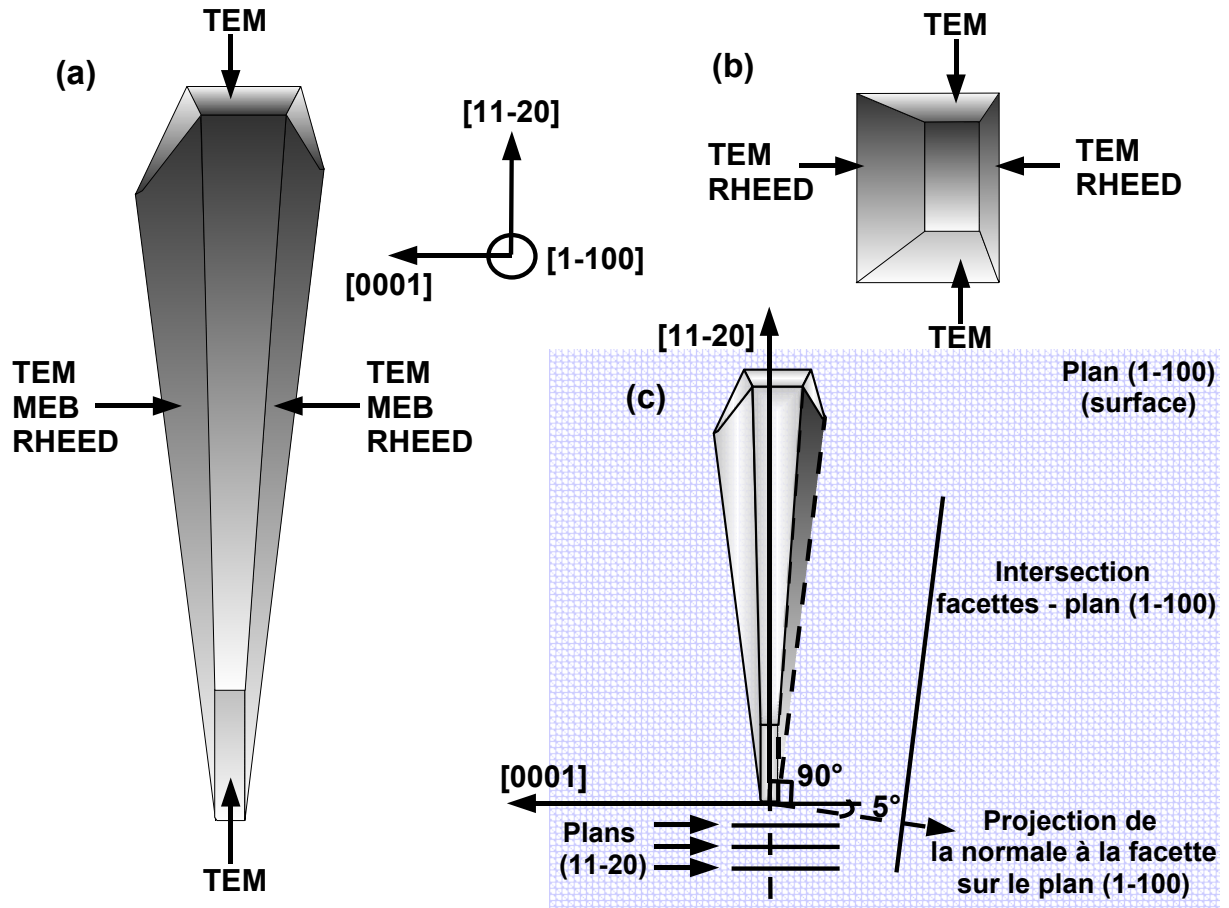 TEM
(a)
[11-20]
[0001]
[1-100]
TEM
MEB
RHEED
TEM
MEB
RHEED
TEM
(b)
TEM
TEM
RHEED
TEM
RHEED
TEM
(c)
[11-20]
Plan (1-100)
(surface)
Intersection
facettes - plan (1-100)
[0001]
90°
5°
Plans
(11-20)
Projection de
la normale à la facette
sur le plan (1-100)